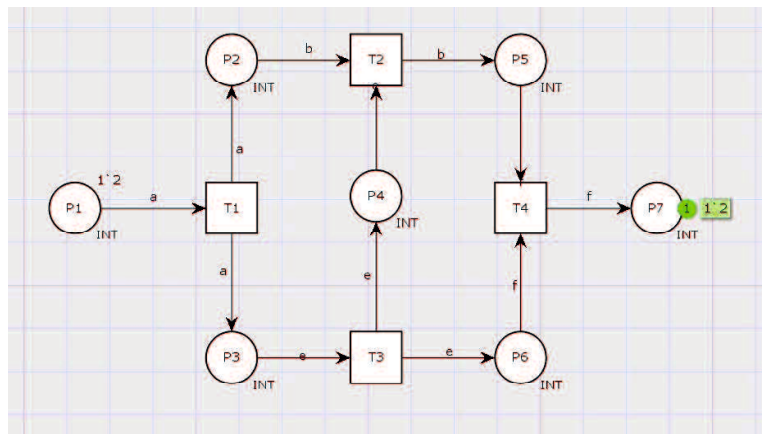 P2 b T2 b P5
INT INT
a
1`2
P1 a T1 P4 T4 f P7 1 1`2
INT INT INT
a e f
P3 e T3 e P6
INT INT